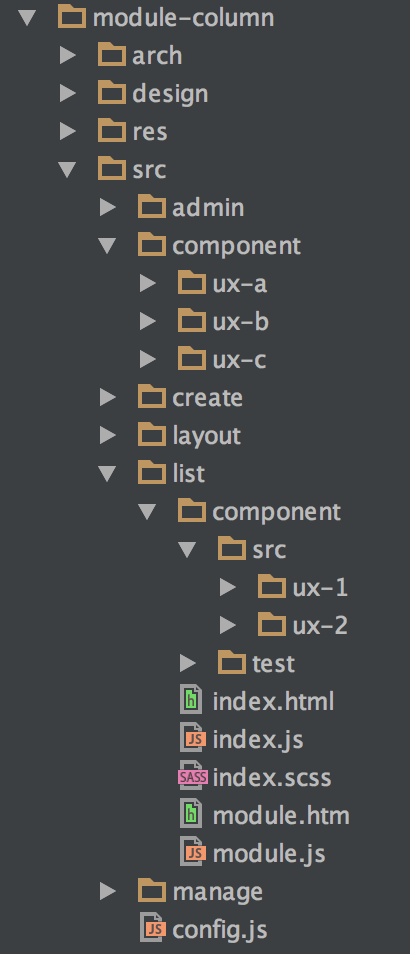 module-column
arch
design
res
src
admin
component
ux-a
ux-b
ux-c
create
layout
list
component
src
ux-1
ux-2
test
h index.html
JS index.js
SASS index.scss
h module.htm
JS module.js
manage
JS config.js